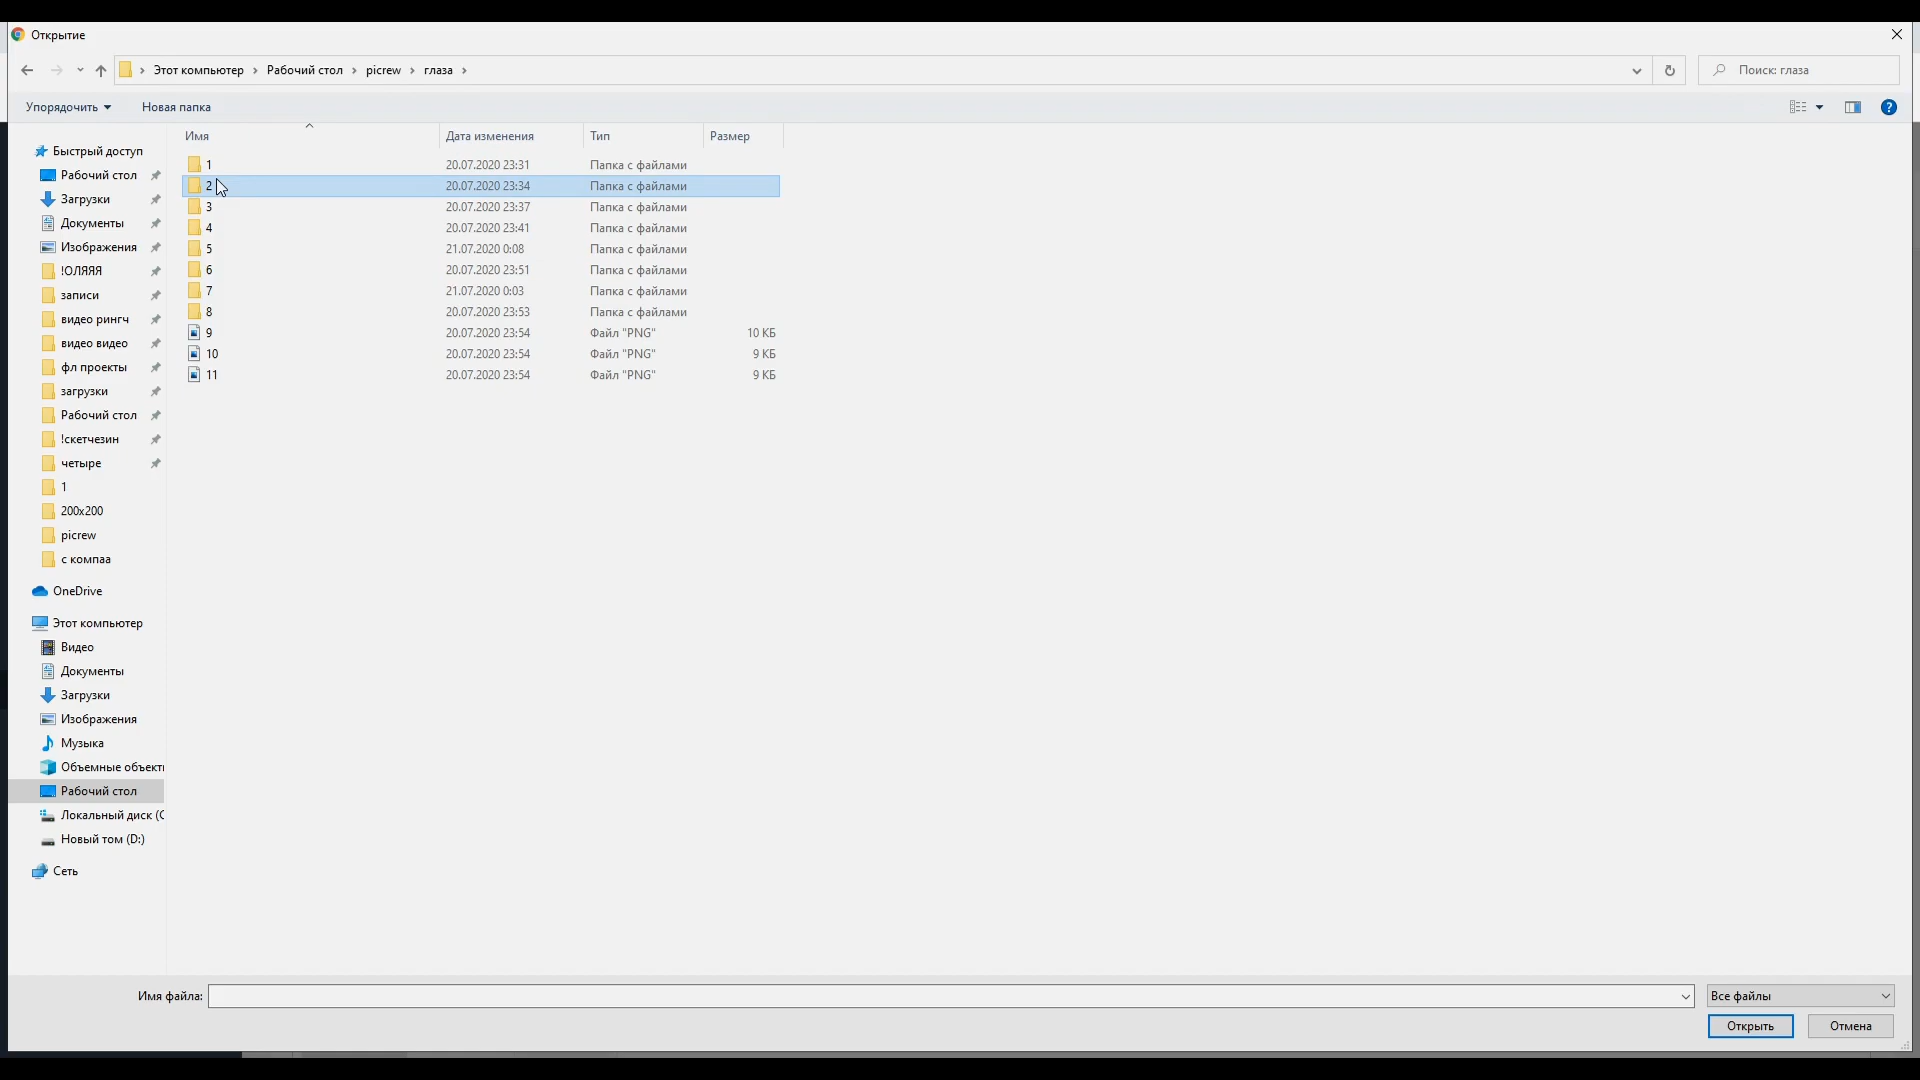 Открытие
Этот компьютер › Рабочий стол › picrew › глаза ›
Поиск: глаза
Упорядочить
Новая папка
Имя
Дата изменения
Тип
Размер
1 20.07.2020 23:31 Папка с файлами
2 20.07.2020 23:34 Папка с файлами
3 20.07.2020 23:37 Папка с файлами
4 20.07.2020 23:41 Папка с файлами
5 21.07.2020 0:08 Папка с файлами
6 20.07.2020 23:51 Папка с файлами
7 21.07.2020 0:03 Папка с файлами
8 20.07.2020 23:53 Папка с файлами
9 20.07.2020 23:54 Файл "PNG" 10 КБ
10 20.07.2020 23:54 Файл "PNG" 9 КБ
11 20.07.2020 23:54 Файл "PNG" 9 КБ
Быстрый доступ
Рабочий стол
Загрузки
Документы
Изображения
!ОЛЯЯЯ
записи
видео рингч
видео видео
фл проекты
загрузки
Рабочий стол
!скетчезин
четыре
1
200x200
picrew
с компаа
OneDrive
Этот компьютер
Видео
Документы
Загрузки
Изображения
Музыка
Объемные объект
Рабочий стол
Локальный диск (С
Новый том (D:)
Сеть
Имя файла:
Все файлы
Открыть
Отмена